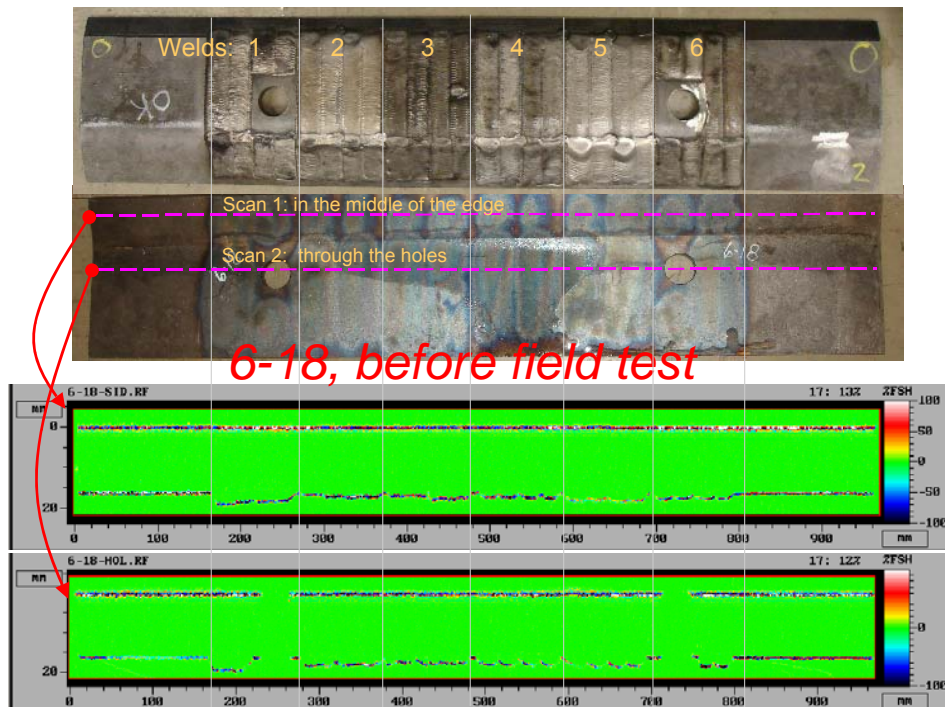 Welds: 1 2 3 4 5 6
O
O
OK
2
Scan 1: in the middle of the edge
Scan 2: through the holes
6-18
6-18, before field test
6-18-SID.RF 17: 13% %FSH
mm
0
20
100
50
0
-50
-100
0 100 200 300 400 500 600 700 800 900 mm
6-18-HOL.RF 17: 12% %FSH
mm
20
0
-100
0 100 200 300 400 500 600 700 800 900 mm